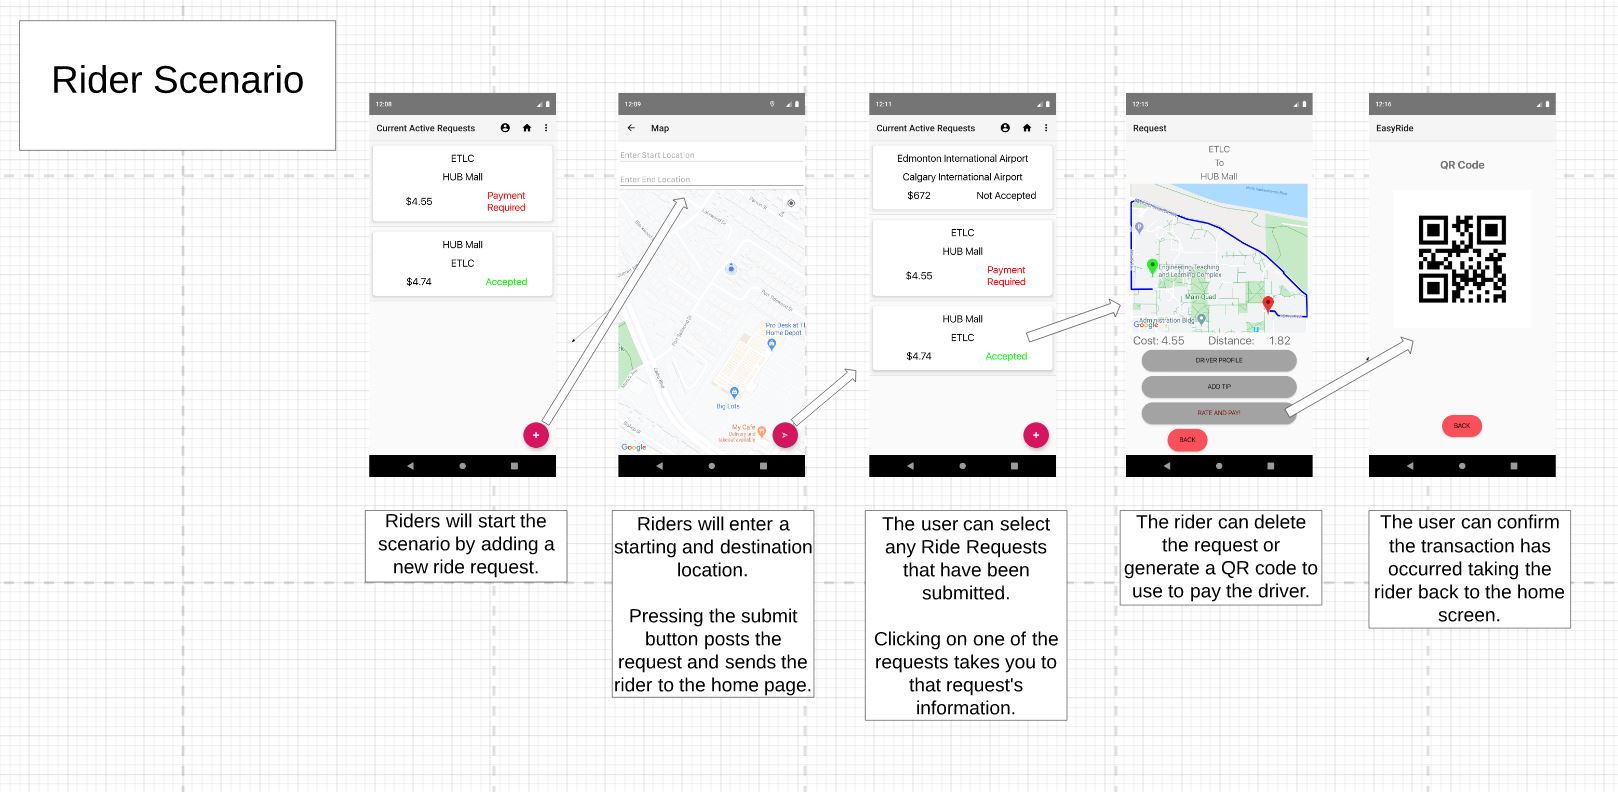 Rider Scenario
12:08
Current Active Requests
ETLC
HUB Mall
$4.55
Payment
Required
HUB Mall
ETLC
$4.74
Accepted
Riders will start the
scenario by adding a
new ride request.
12:09
Map
Enter Start Location
Enter End Location
Pro Desk at T
Home Depot
Big Lots
My Cafe
Delivery and
takeout available
Google
Riders will enter a
starting and destination
location.
Pressing the submit
button posts the
request and sends the
rider to the home page.
12:11
Current Active Requests
Edmonton International Airport
Calgary International Airport
$672
Not Accepted
ETLC
HUB Mall
$4.55
Payment
Required
HUB Mall
ETLC
$4.74
Accepted
The user can select
any Ride Requests
that have been
submitted.
Clicking on one of the
requests takes you to
that request's
information.
12:15
Request
ETLC
To
HUB Mall
P
Engineering Teaching
and Learning Complex
Main Quad
Administration Bldg
Google
Cost: 4.55 Distance: 1.82
DRIVER PROFILE
ADD TIP
RATE AND PAY!
BACK
The rider can delete
the request or
generate a QR code to
use to pay the driver.
12:16
EasyRide
QR Code
BACK
The user can confirm
the transaction has
occurred taking the
rider back to the home
screen.